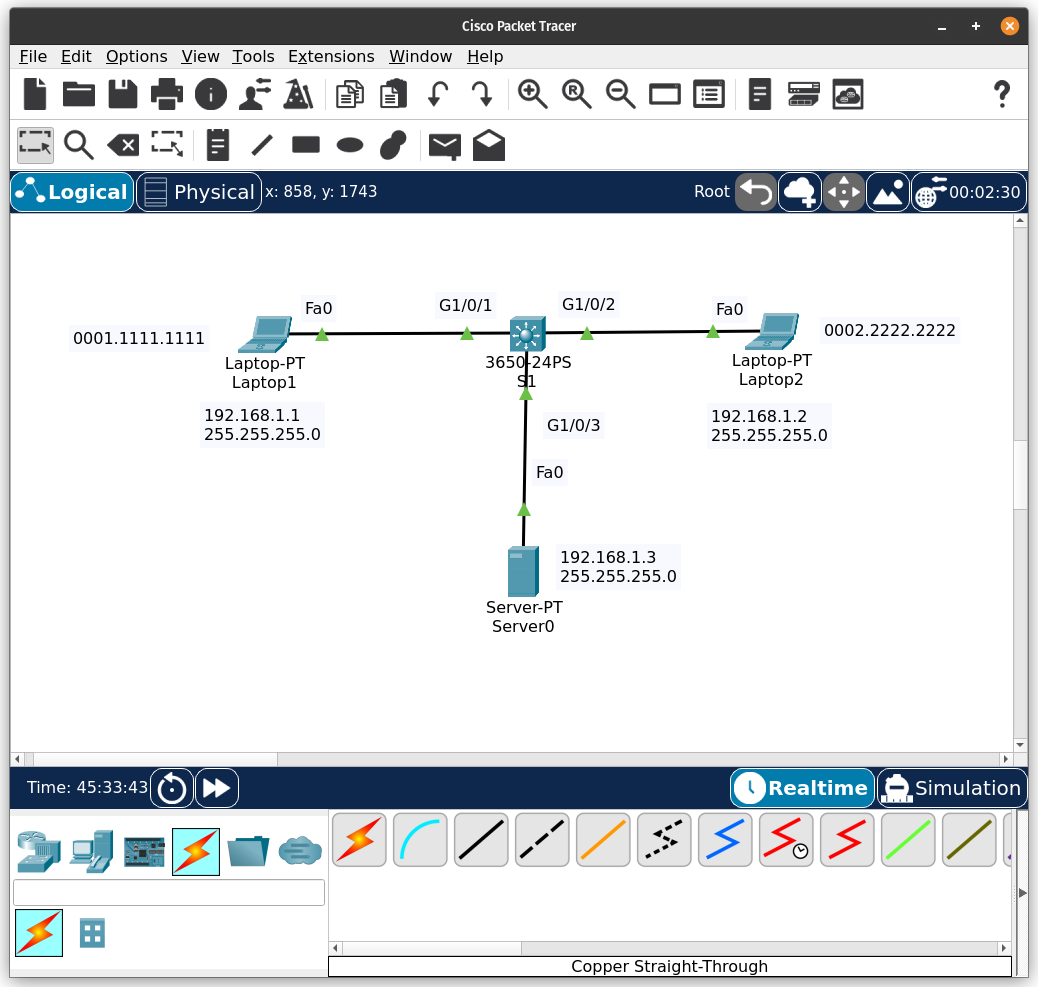 Cisco Packet Tracer
File Edit Options View Tools Extensions Window Help
R
?
Logical Physical x: 858, y: 1743 Root 00:02:30
Fa0 G1/0/1 G1/0/2 Fa0
0001.1111.1111
0002.2222.2222
Laptop-PT
Laptop1
3650-24PS
S1
Laptop-PT
Laptop2
192.168.1.1
255.255.255.0
192.168.1.2
255.255.255.0
G1/0/3
Fa0
192.168.1.3
255.255.255.0
Server-PT
Server0
Time: 45:33:43 Realtime Simulation
Copper Straight-Through